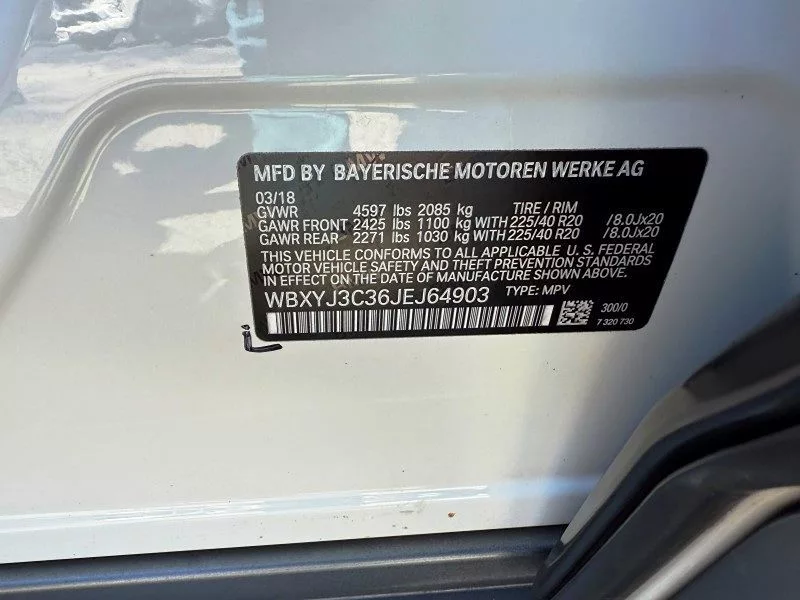 MFD BY BAYERISCHE MOTOREN WERKE AG
03/18
GVWR 4597 lbs 2085 kg TIRE / RIM
GAWR FRONT 2425 lbs 1100 kg WITH 225/40 R20 /8.0Jx20
GAWR REAR 2271 lbs 1030 kg WITH 225/40 R20 /8.0Jx20
THIS VEHICLE CONFORMS TO ALL APPLICABLE U.S. FEDERAL
MOTOR VEHICLE SAFETY AND THEFT PREVENTION STANDARDS
IN EFFECT ON THE DATE OF MANUFACTURE SHOWN ABOVE.
WBXYJ3C36JEJ64903 TYPE: MPV
300/0
7 320 730